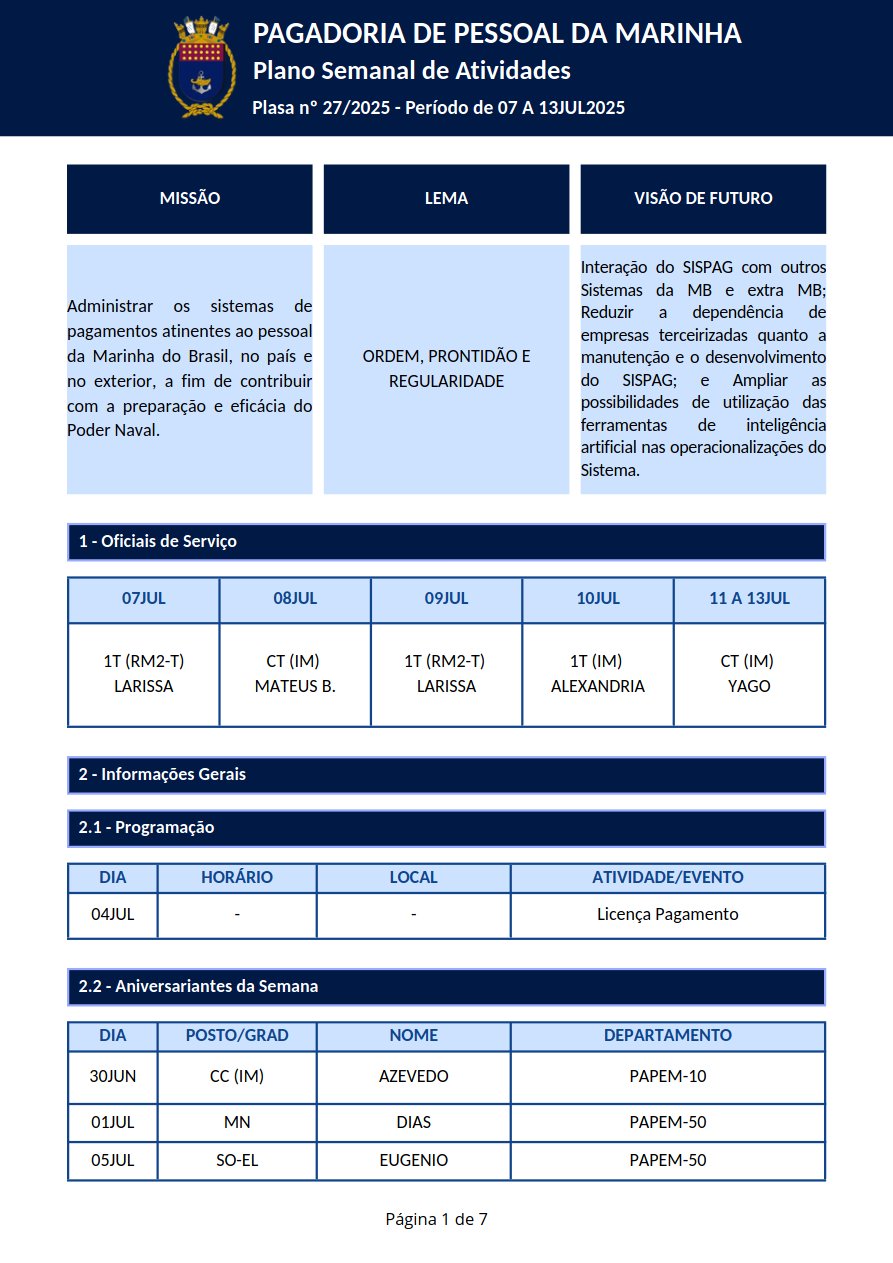 PAGADORIA DE PESSOAL DA MARINHA
Plano Semanal de Atividades
Plasa nº 27/2025 - Período de 07 A 13JUL2025
MISSÃO
LEMA
VISÃO DE FUTURO
Administrar os sistemas de
pagamentos atinentes ao pessoal
da Marinha do Brasil, no país e
no exterior, a fim de contribuir
com a preparação e eficácia do
Poder Naval.
ORDEM, PRONTIDÃO E
REGULARIDADE
Interação do SISPAG com outros
Sistemas da MB e extra MB;
Reduzir a dependência de
empresas terceirizadas quanto a
manutenção e o desenvolvimento
do SISPAG; e Ampliar as
possibilidades de utilização das
ferramentas de inteligência
artificial nas operacionalizações do
Sistema.
1 - Oficiais de Serviço
07JUL 08JUL 09JUL 10JUL 11 A 13JUL
1T (RM2-T) CT (IM) 1T (RM2-T) 1T (IM) CT (IM)
LARISSA MATEUS B. LARISSA ALEXANDRIA YAGO
2 - Informações Gerais
2.1 - Programação
DIA HORÁRIO LOCAL ATIVIDADE/EVENTO
04JUL - - Licença Pagamento
2.2 - Aniversariantes da Semana
DIA POSTO/GRAD NOME DEPARTAMENTO
30JUN CC (IM) AZEVEDO PAPEM-10
01JUL MN DIAS PAPEM-50
05JUL SO-EL EUGENIO PAPEM-50
Página 1 de 7